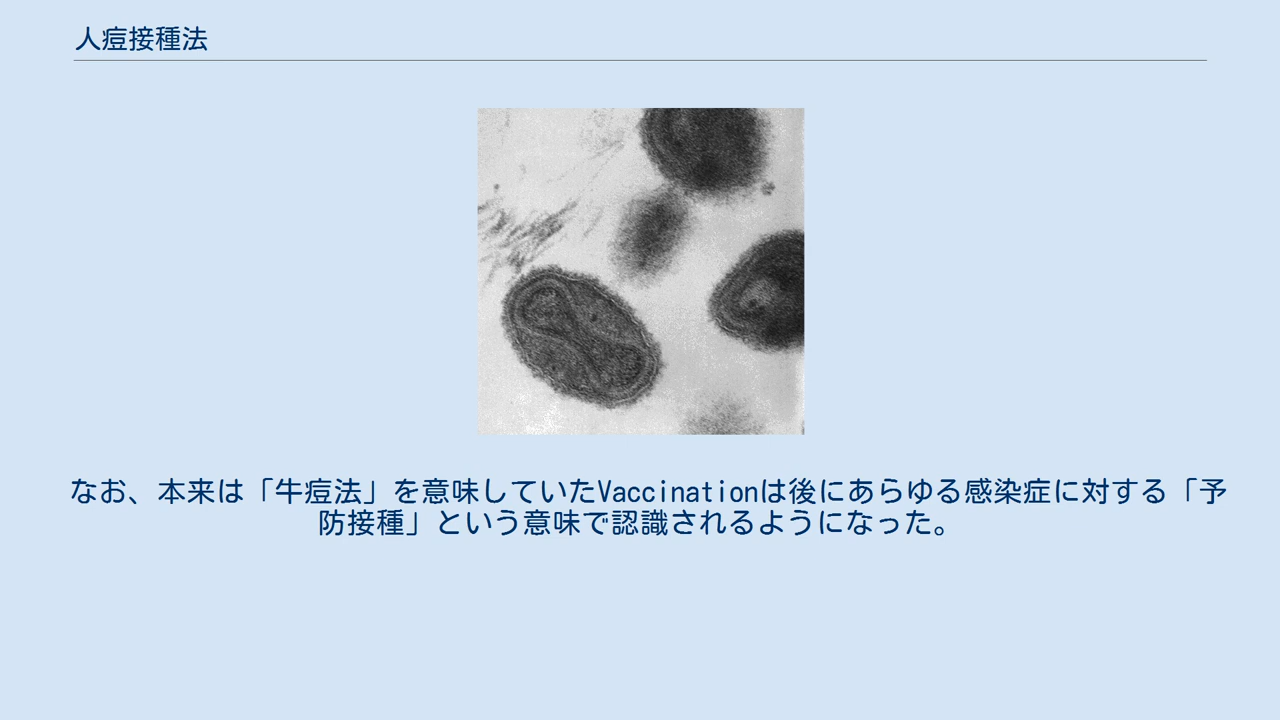 人痘接種法
なお、本来は「牛痘法」を意味していたVaccinationは後にあらゆる感染症に対する「予
防接種」という意味で認識されるようになった。